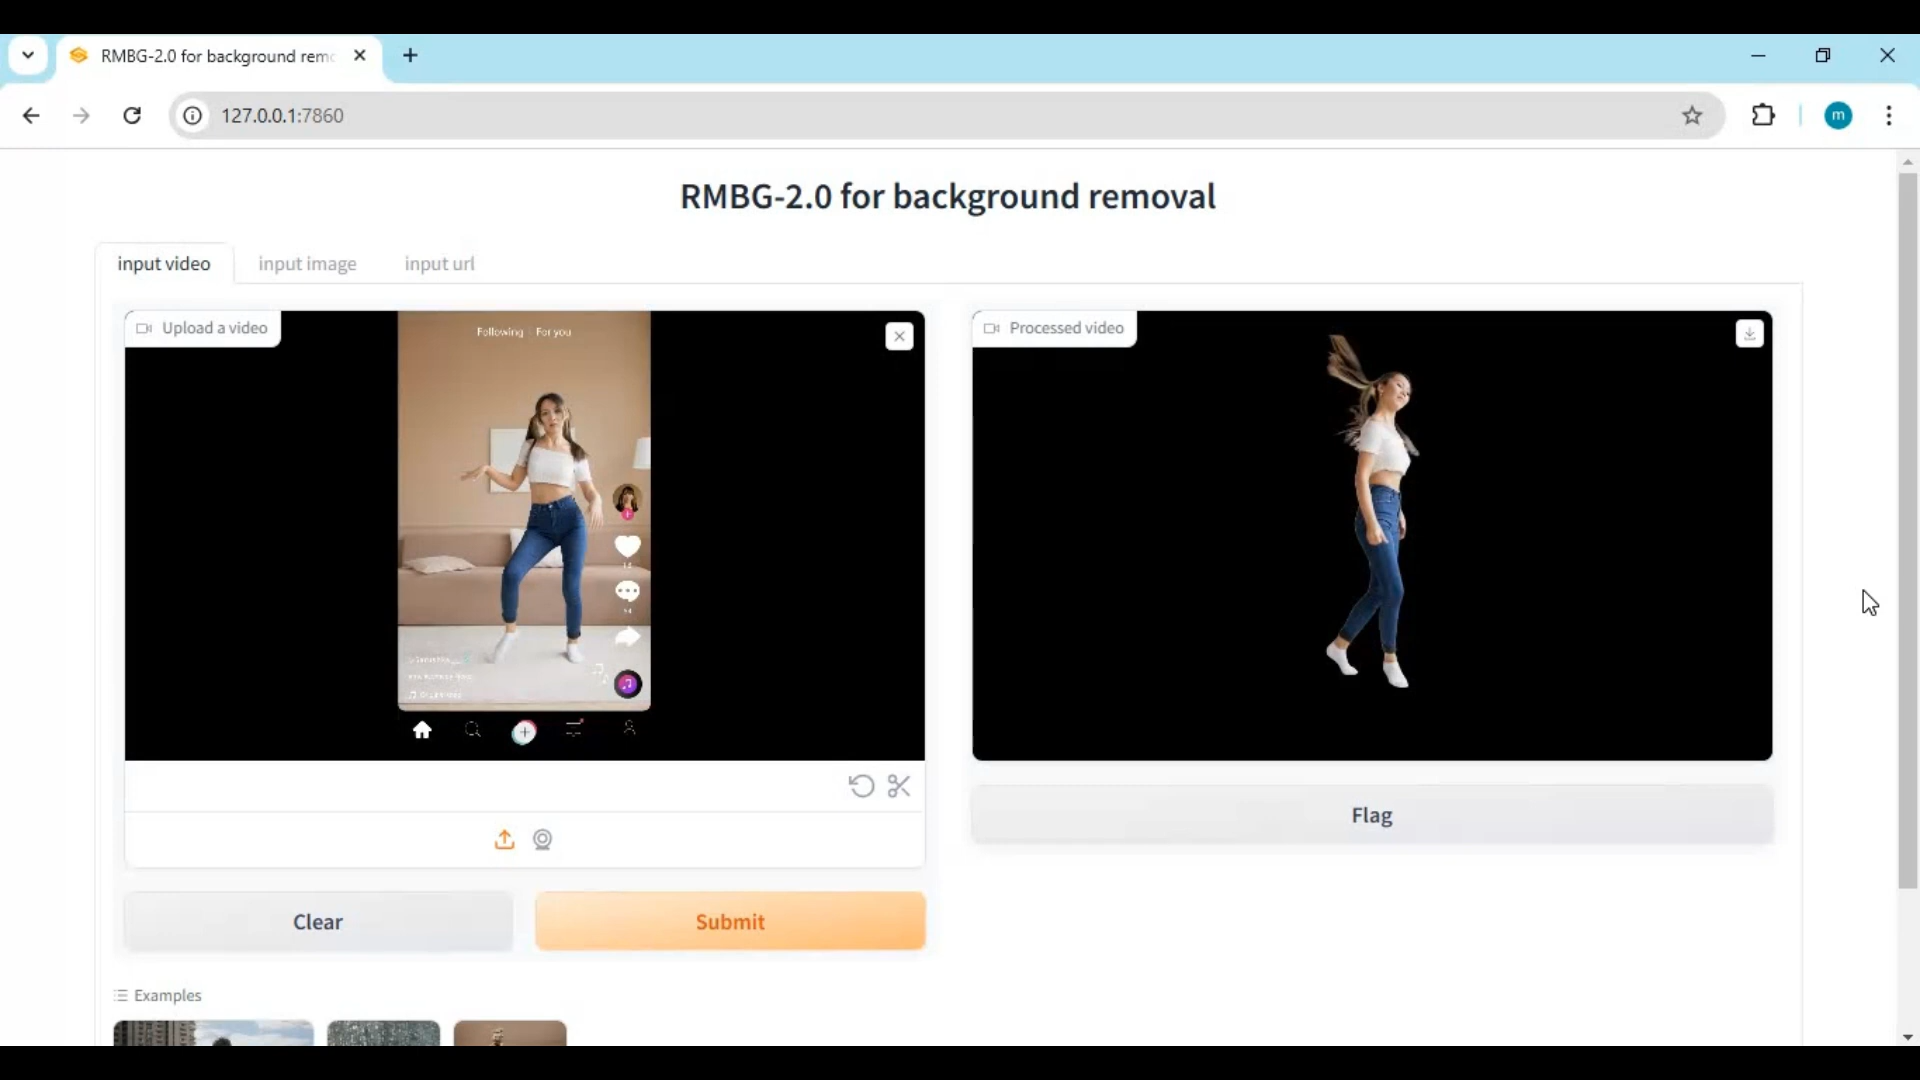 RMBG-2.0 for background remo
127.0.0.1:7860
m
RMBG-2.0 for background removal
input video
input image
input url
Upload a video
Following
For you
Processed video
Flag
Clear
Submit
Examples